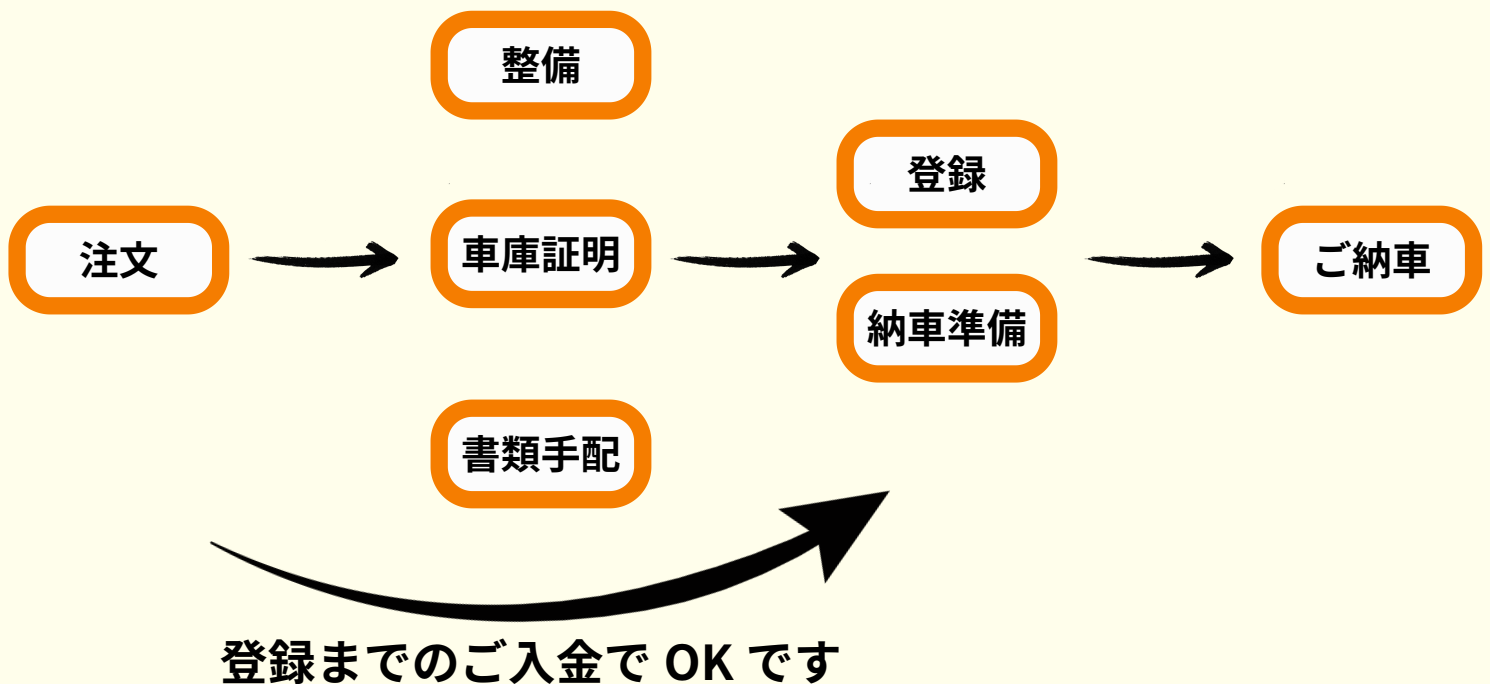 注文
整備
車庫証明
書類手配
登録
納車準備
ご納車
登録までのご入金で OK です